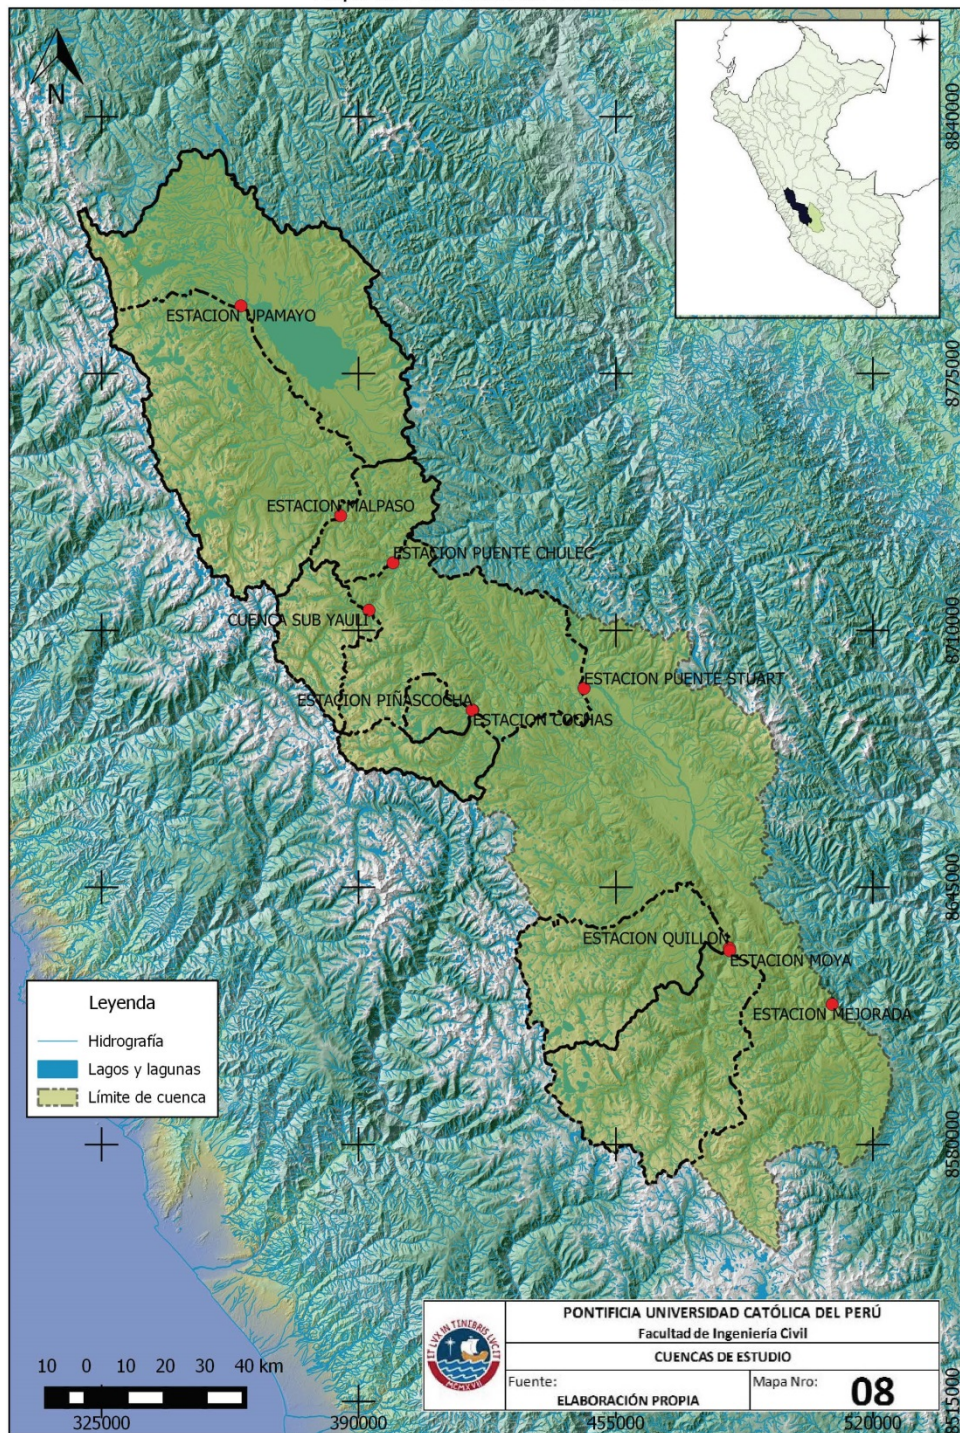 N
8840000
ESTACION UPAMAYO
8775000
ESTACION MALPASO
ESTACION PUENTE CHULEC
CUENCA SUB YAULI
8710000
ESTACION PUENTE STUART
ESTACION PIÑASCOCHA
ESTACION COCHAS
8645000
ESTACION QUILLON
ESTACION MOYA
ESTACION MEJORADA
Leyenda
Hidrografía
Lagos y lagunas
Límite de cuenca
8580000
ET LVX IN TENEBRIS LVCET
MCMXVII
PONTIFICIA UNIVERSIDAD CATÓLICA DEL PERÚ
Facultad de Ingeniería Civil
CUENCAS DE ESTUDIO
Fuente:
ELABORACIÓN PROPIA
Mapa Nro:
08
10 0 10 20 30 40 km
8515000
325000 390000 455000 520000